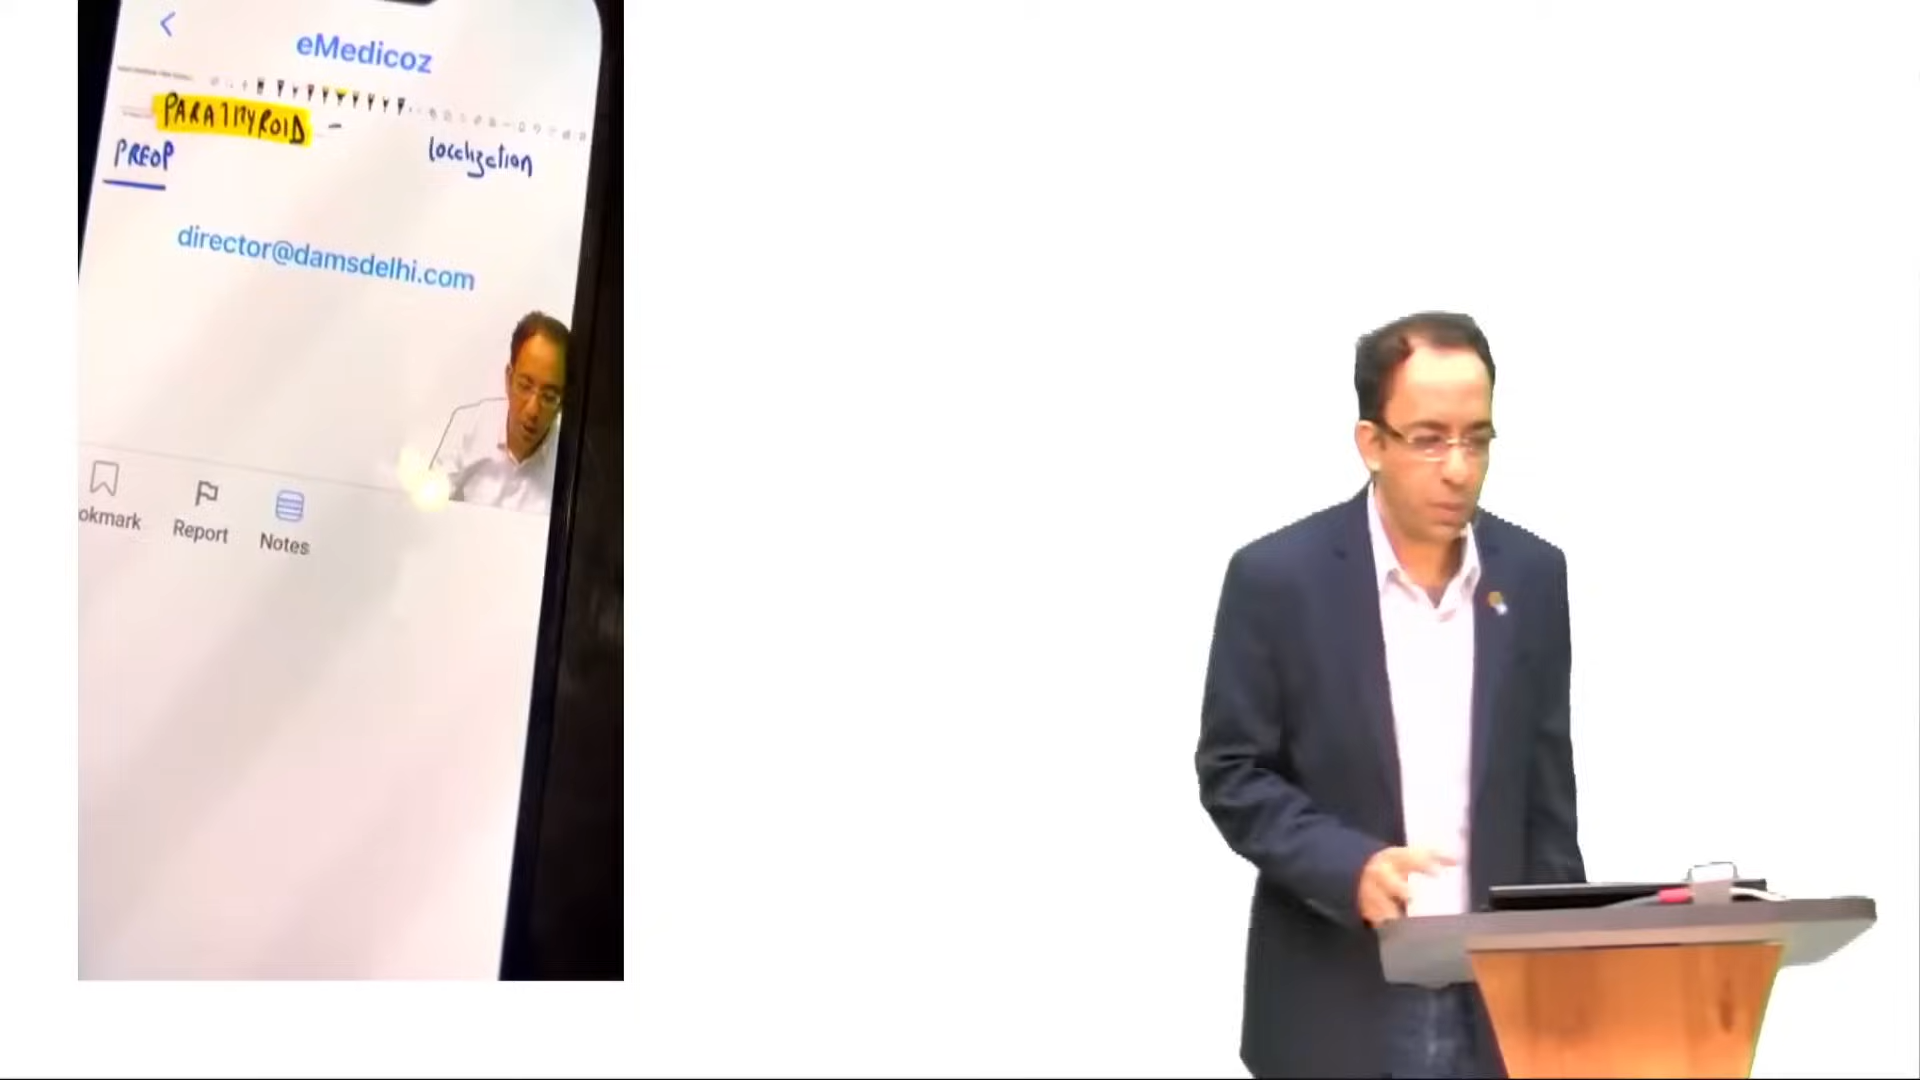 eMedicoz
PARATHYROID -
localization
PREOP
director@damsdelhi.com
okmark
Report
Notes